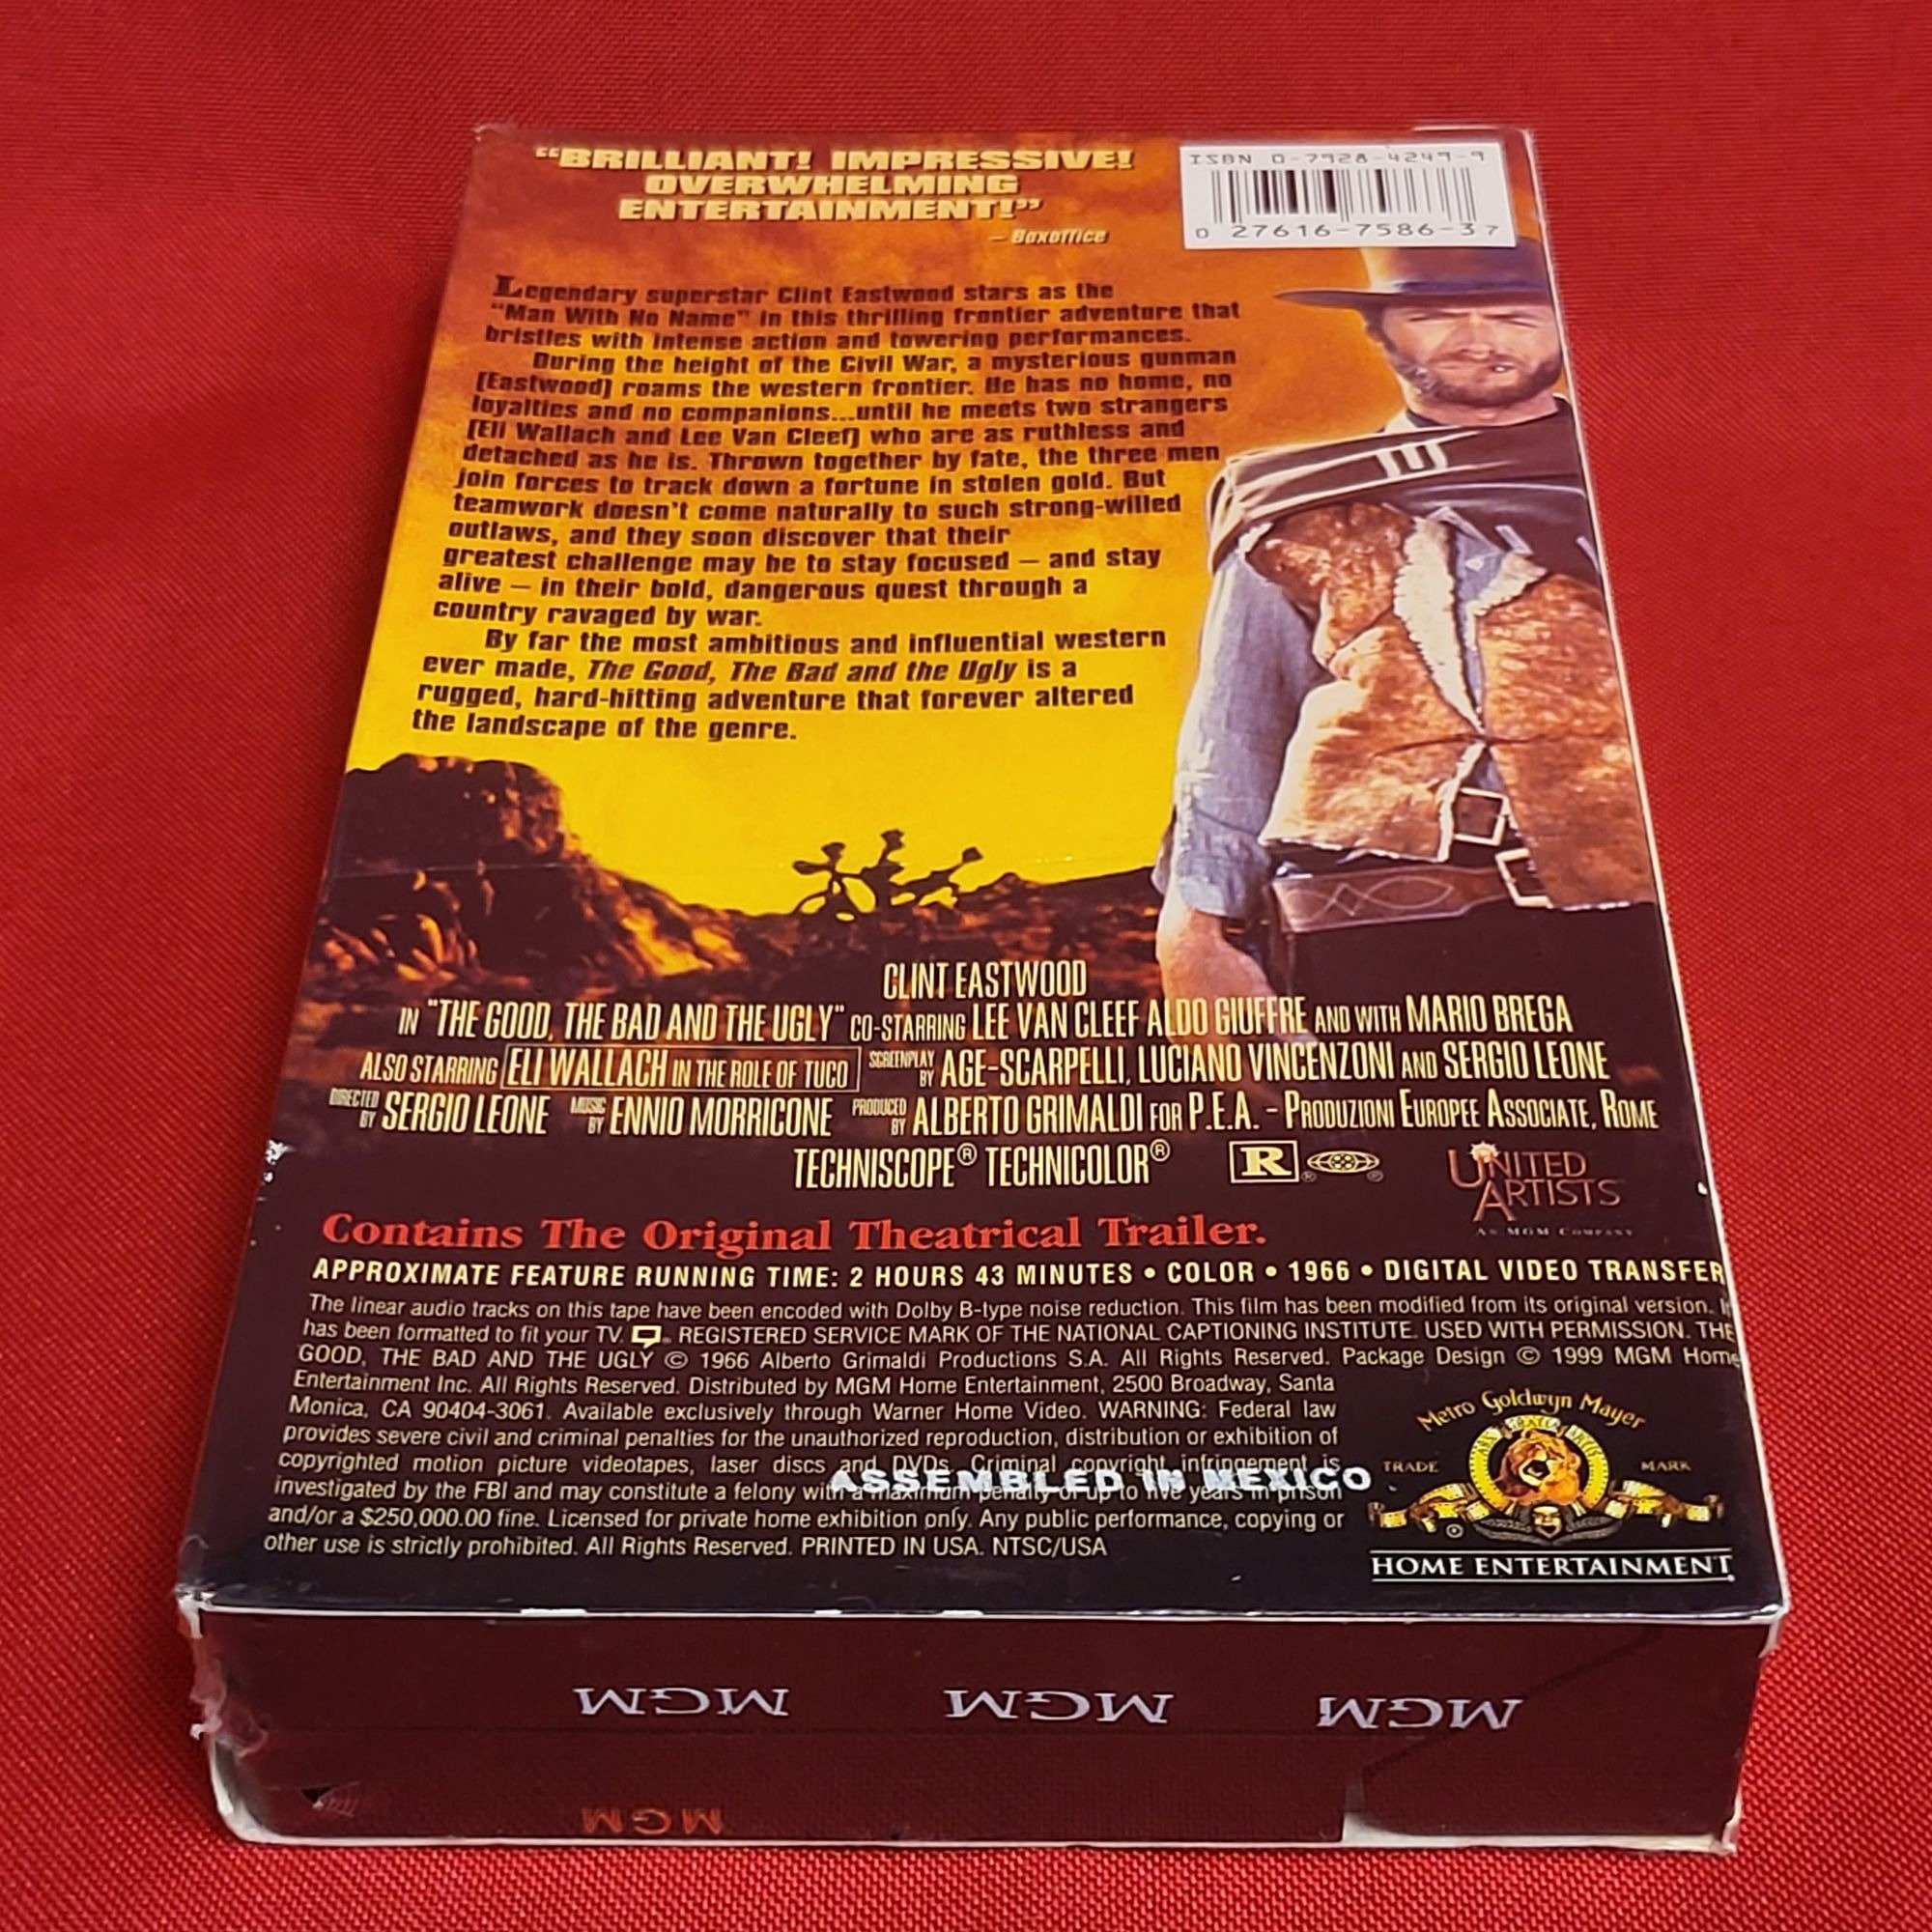 "BRILLIANT! IMPRESSIVE!
OVERWHELMING
ENTERTAINMENT!"
– Boxoffice
ISBN 0-7928-4249-9
0 27616-7586-3 7
Legendary superstar Clint Eastwood stars as the
"Man With No Name" in this thrilling frontier adventure that
bristles with intense action and towering performances.
During the height of the Civil War, a mysterious gunman
(Eastwood) roams the western frontier. He has no home, no
loyalties and no companions...until he meets two strangers
(Eli Wallach and Lee Van Cleef) who are as ruthless and
detached as he is. Thrown together by fate, the three men
join forces to track down a fortune in stolen gold. But
teamwork doesn't come naturally to such strong-willed
outlaws, and they soon discover that their
greatest challenge may be to stay focused – and stay
alive – in their bold, dangerous quest through a
country ravaged by war.
By far the most ambitious and influential western
ever made, The Good, The Bad and the Ugly is a
rugged, hard-hitting adventure that forever altered
the landscape of the genre.
CLINT EASTWOOD
IN "THE GOOD, THE BAD AND THE UGLY" CO-STARRING LEE VAN CLEEF ALDO GIUFFRE AND WITH MARIO BREGA
ALSO STARRING ELI WALLACH IN THE ROLE OF TUCO SCREENPLAY BY AGE-SCARPELLI, LUCIANO VINCENZONI AND SERGIO LEONE
DIRECTED BY SERGIO LEONE MUSIC BY ENNIO MORRICONE PRODUCED BY ALBERTO GRIMALDI FOR P.E.A. - PRODUZIONI EUROPEE ASSOCIATE, ROME
TECHNISCOPE® TECHNICOLOR® R ® ®
UNITED
ARTISTS
AN MGM COMPANY
Contains The Original Theatrical Trailer.
APPROXIMATE FEATURE RUNNING TIME: 2 HOURS 43 MINUTES • COLOR • 1966 • DIGITAL VIDEO TRANSFER
The linear audio tracks on this tape have been encoded with Dolby B-type noise reduction. This film has been modified from its original version. It
has been formatted to fit your TV. ® REGISTERED SERVICE MARK OF THE NATIONAL CAPTIONING INSTITUTE. USED WITH PERMISSION. THE
GOOD, THE BAD AND THE UGLY © 1966 Alberto Grimaldi Productions S.A. All Rights Reserved. Package Design © 1999 MGM Home
Entertainment Inc. All Rights Reserved. Distributed by MGM Home Entertainment, 2500 Broadway, Santa
Monica, CA 90404-3061. Available exclusively through Warner Home Video. WARNING: Federal law
provides severe civil and criminal penalties for the unauthorized reproduction, distribution or exhibition of
copyrighted motion picture videotapes, laser discs and DVDs. Criminal copyright infringement is
investigated by the FBI and may constitute a felony with a maximum penalty of up to five years in prison
and/or a $250,000.00 fine. Licensed for private home exhibition only. Any public performance, copying or
other use is strictly prohibited. All Rights Reserved. PRINTED IN USA. NTSC/USA
ASSEMBLED IN MEXICO
Metro Goldwyn Mayer
TRADE MARK
®
HOME ENTERTAINMENT
MGM MGM MGM
MGM